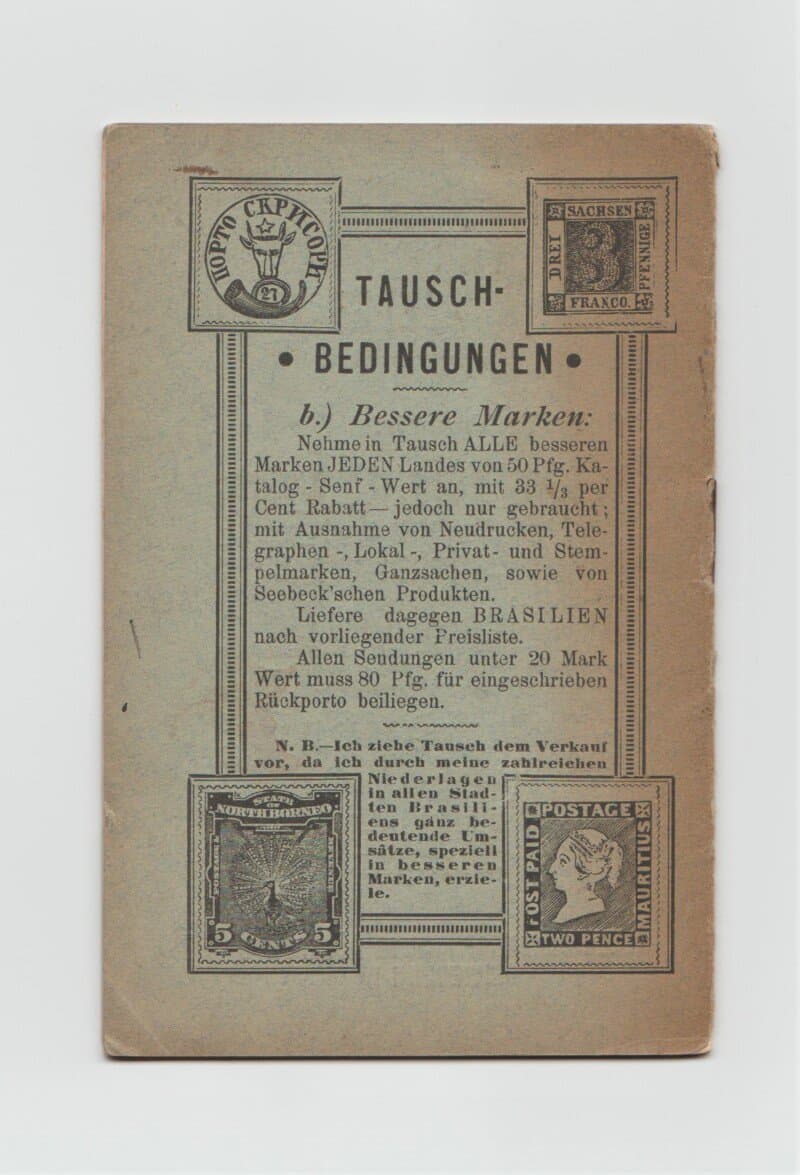 ПОРТО СКРИСОРИ
27
SACHSEN
DREI
3
PFENNIGE
FRANCO.
TAUSCH-
• BEDINGUNGEN •
b.) Bessere Marken:
Nehme in Tausch ALLE besseren
Marken JEDEN Landes von 50 Pfg. Ka-
talog - Senf - Wert an, mit 33 1/3 per
Cent Rabatt — jedoch nur gebraucht;
mit Ausnahme von Neudrucken, Tele-
graphen -, Lokal -, Privat- und Stem-
pelmarken, Ganzsachen, sowie von
Seebeck'schen Produkten.
Liefere dagegen BRASILIEN
nach vorliegender Preisliste.
Allen Sendungen unter 20 Mark
Wert muss 80 Pfg. für eingeschrieben
Rückporto beiliegen.
N. B.—Ich ziehe Tausch dem Verkauf
vor, da ich durch meine zahlreichen
Niederlagen
in allen Städ-
ten Brasili-
ens ganz be-
deutende Um-
sätze, speziell
in besseren
Marken, erzie-
le.
STATE
OF
NORTH BORNEO
5 CENTS 5
POSTAGE
POST PAID
MAURITIUS
TWO PENCE